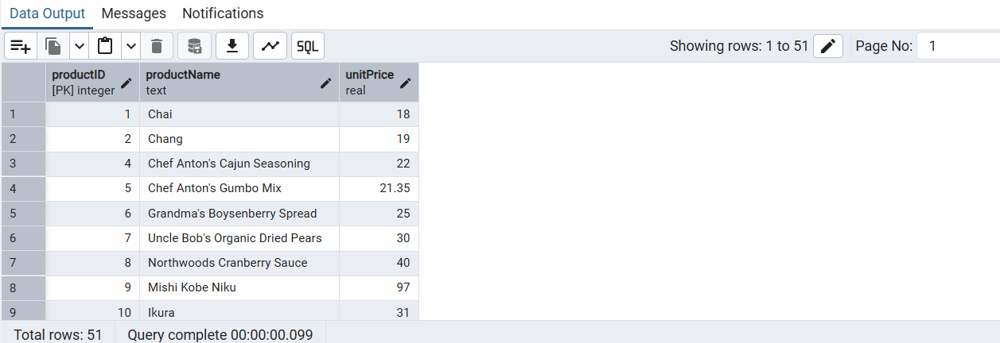 Data Output Messages Notifications
SQL Showing rows: 1 to 51 Page No: 1
productID productName unitPrice
[PK] integer text real
1 1 Chai 18
2 2 Chang 19
3 4 Chef Anton's Cajun Seasoning 22
4 5 Chef Anton's Gumbo Mix 21.35
5 6 Grandma's Boysenberry Spread 25
6 7 Uncle Bob's Organic Dried Pears 30
7 8 Northwoods Cranberry Sauce 40
8 9 Mishi Kobe Niku 97
9 10 Ikura 31
Total rows: 51 Query complete 00:00:00.099